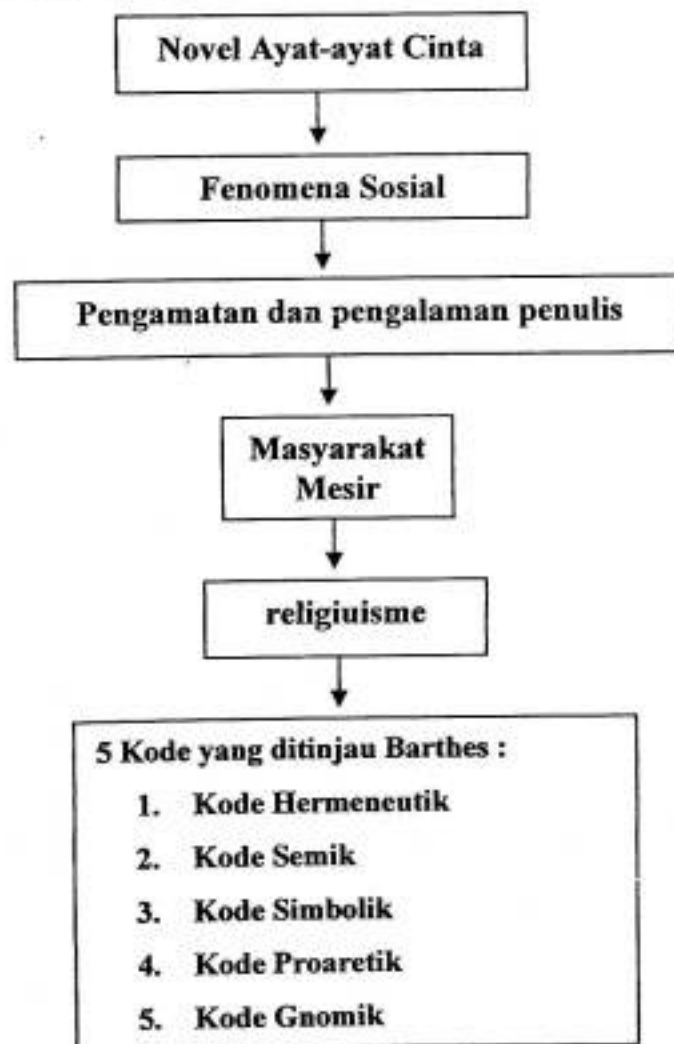 Novel Ayat-ayat Cinta
Fenomena Sosial
Pengamatan dan pengalaman penulis
Masyarakat
Mesir
religiuisme
5 Kode yang ditinjau Barthes :
1. Kode Hermeneutik
2. Kode Semik
3. Kode Simbolik
4. Kode Proaretik
5. Kode Gnomik